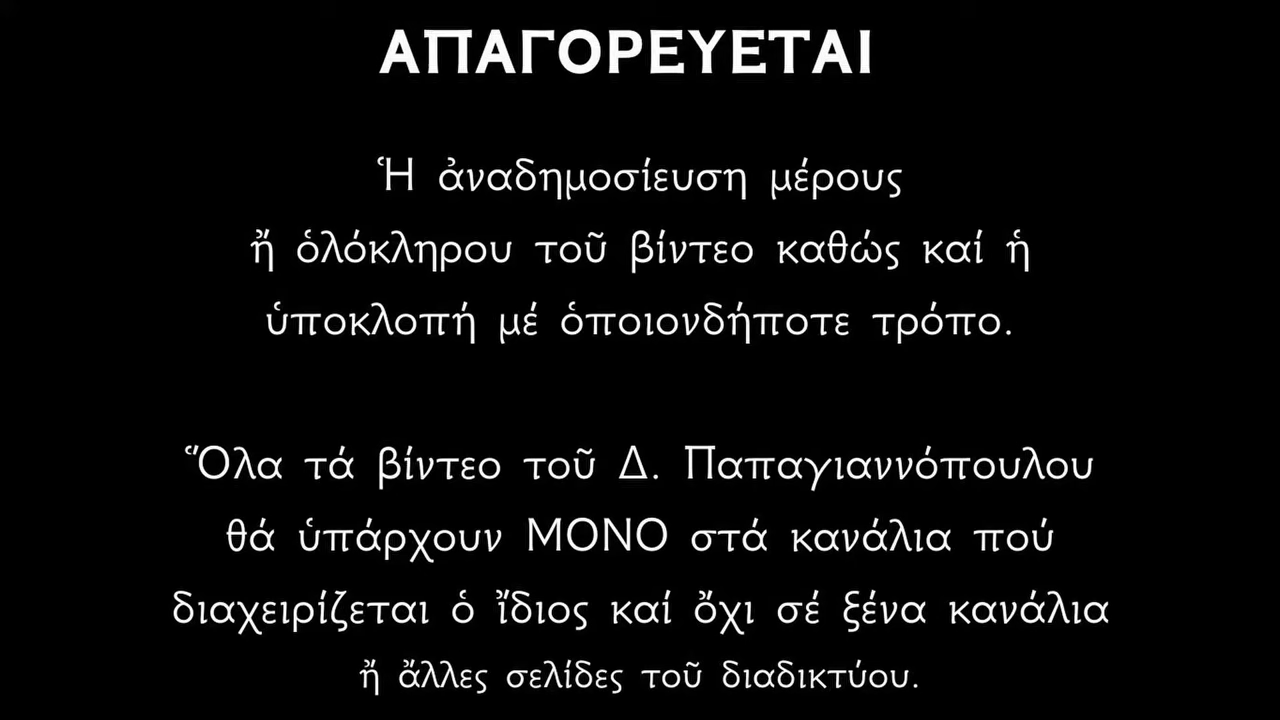 ΑΠΑΓΟΡΕΥΕΤΑΙ
Ἡ ἀναδημοσίευση μέρους
ἤ ὁλόκληρου τοῦ βίντεο καθώς καί ἡ
ὑποκλοπή μέ ὁποιονδήποτε τρόπο.
Ὅλα τά βίντεο τοῦ Δ. Παπαγιαννόπουλου
θά ὑπάρχουν ΜΟΝΟ στά κανάλια πού
διαχειρίζεται ὁ ἴδιος καί ὄχι σέ ξένα κανάλια
ἤ ἄλλες σελίδες τοῦ διαδικτύου.